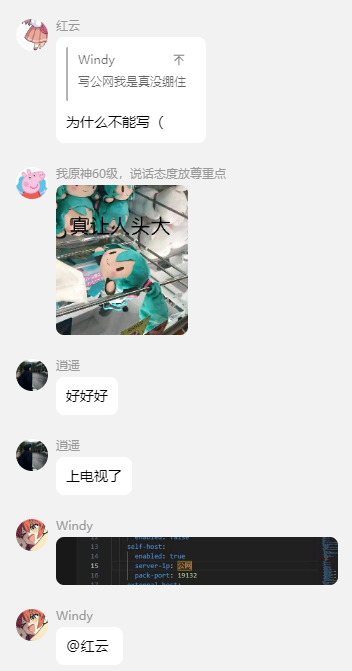 红云
Windy
不
写公网我是真没绷住
为什么不能写（
我原神60级，说话态度放尊重点
真让人头大
逍遥
好好好
逍遥
上电视了
Windy
enabled: false
13 self-host:
14 enabled: true
15 server-ip: 公网
16 pack-port: 19132
Windy
@红云